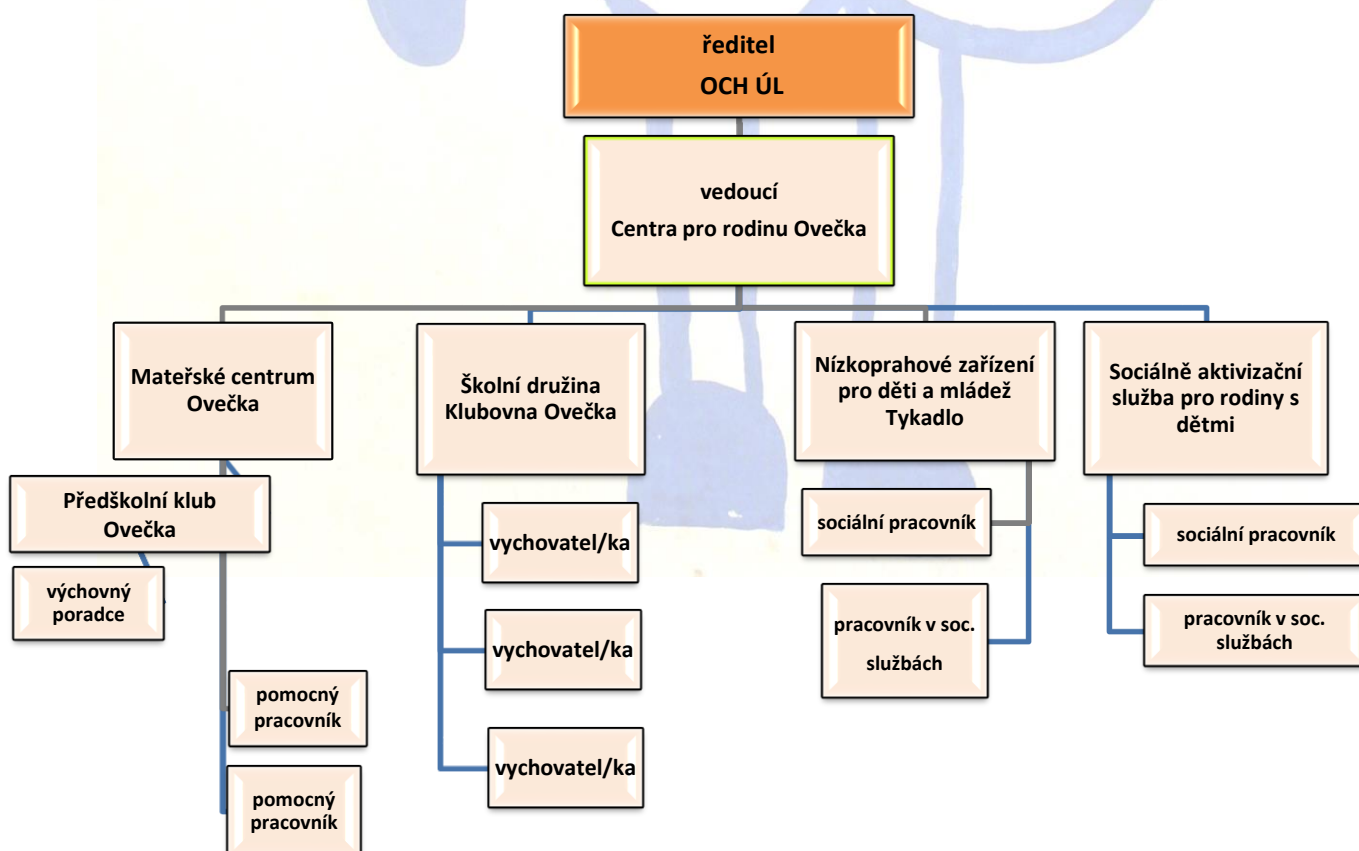 ředitel
OCH ÚL
vedoucí
Centra pro rodinu Ovečka
Mateřské centrum
Ovečka
Předškolní klub
Ovečka
výchovný
poradce
pomocný
pracovník
pomocný
pracovník
Školní družina
Klubovna Ovečka
vychovatel/ka
vychovatel/ka
vychovatel/ka
Nízkoprahové zařízení
pro děti a mládež
Tykadlo
sociální pracovník
pracovník v soc.
službách
Sociálně aktivizační
služba pro rodiny s
dětmi
sociální pracovník
pracovník v soc.
službách